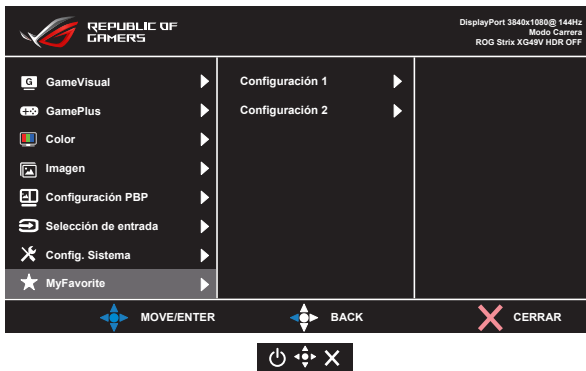 REPUBLIC OF
GAMERS
DisplayPort 3840x1080@ 144Hz
Modo Carrera
ROG Strix XG49V HDR OFF
G GameVisual
GamePlus
Color
Imagen
Configuración PBP
Selección de entrada
Config. Sistema
MyFavorite
Configuración 1
Configuración 2
MOVE/ENTER
BACK
CERRAR